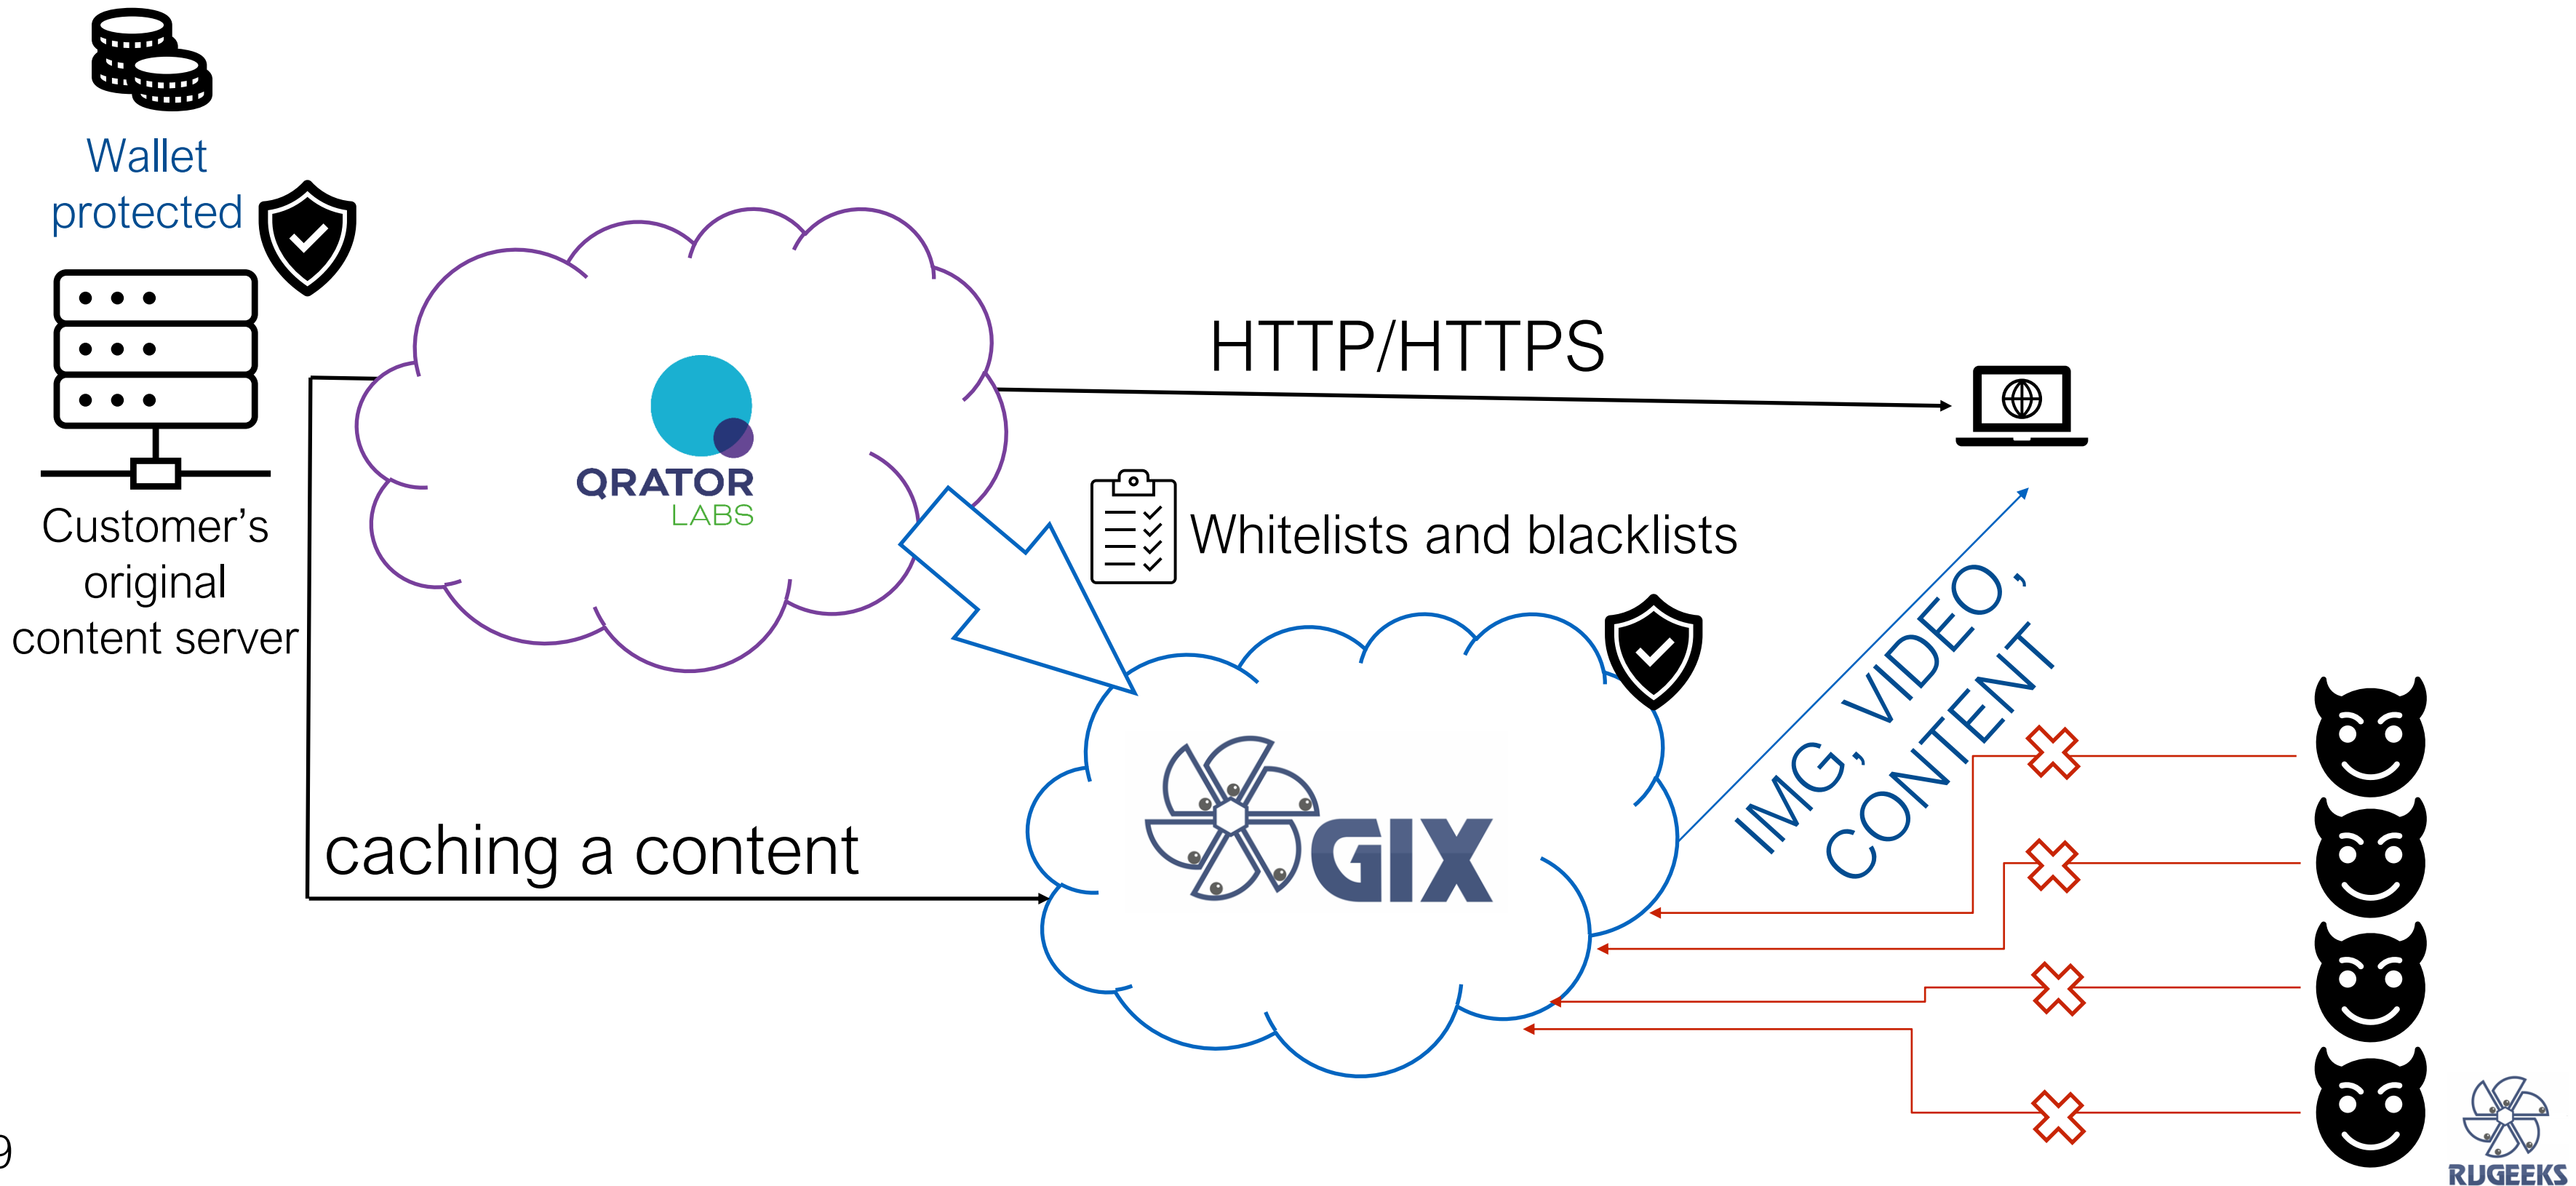 Wallet
protected
Customer's
original
content server
QRATOR
LABS
HTTP/HTTPS
Whitelists and blacklists
IMG, VIDEO,
CONTENT
caching a content
GIX
9
RUGEEKS